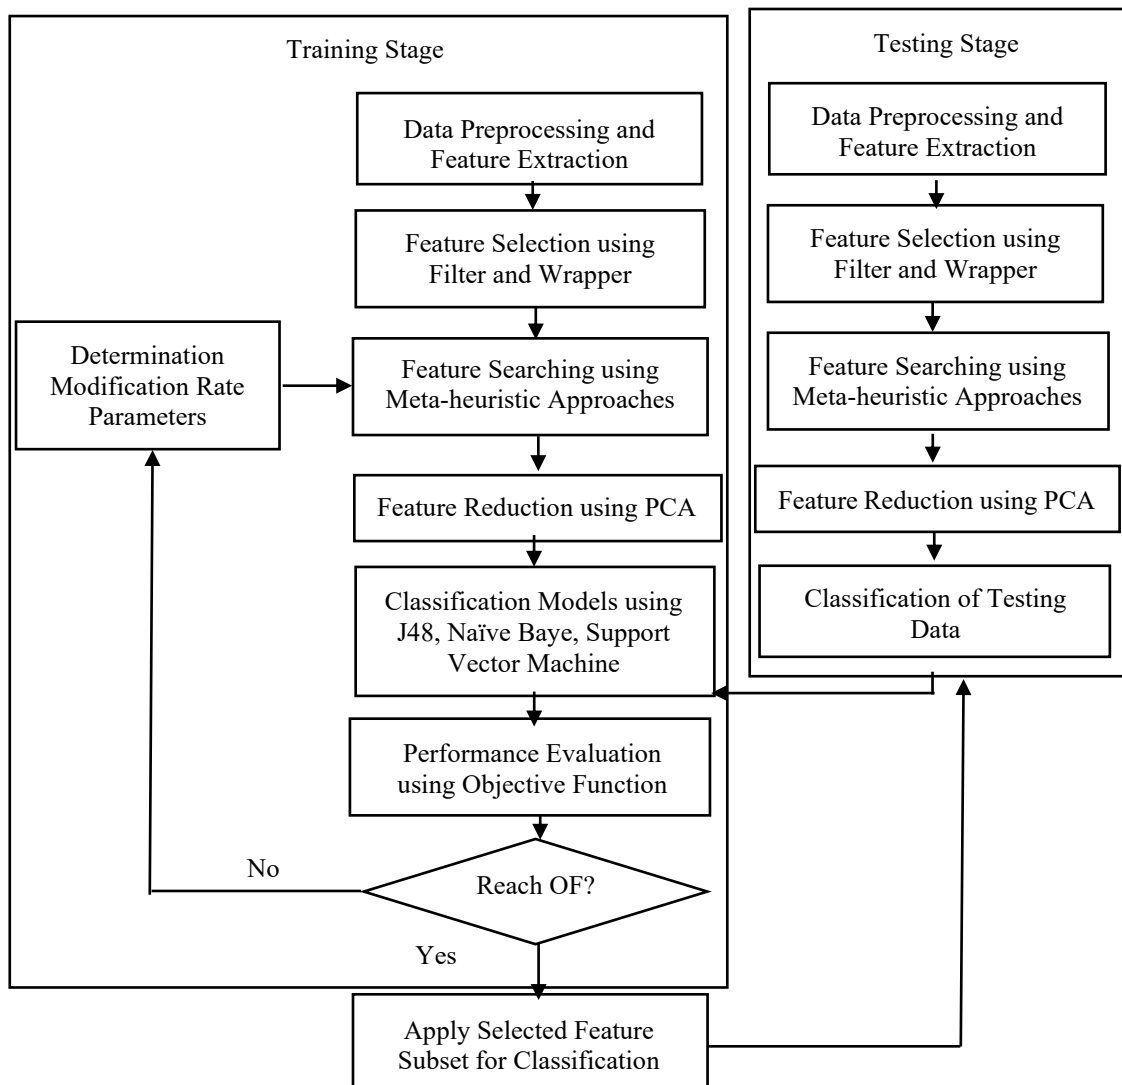 Training Stage
Data Preprocessing and
Feature Extraction
Feature Selection using
Filter and Wrapper
Determination
Modification Rate
Parameters
Feature Searching using
Meta-heuristic Approaches
Feature Reduction using PCA
Classification Models using
J48, Naïve Baye, Support
Vector Machine
Performance Evaluation
using Objective Function
Reach OF?
No
Yes
Apply Selected Feature
Subset for Classification
Testing Stage
Data Preprocessing and
Feature Extraction
Feature Selection using
Filter and Wrapper
Feature Searching using
Meta-heuristic Approaches
Feature Reduction using PCA
Classification of Testing
Data